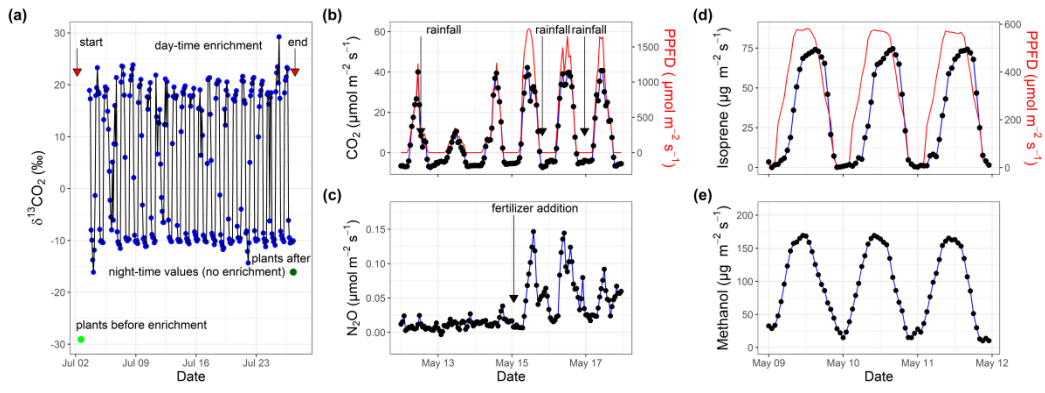 (a)
30
20
10
0
-10
-20
-30
δ¹³CO₂ (‰)
start
end
day-time enrichment
plants after
night-time values (no enrichment)
plants before enrichment
Jul 02
Jul 09
Jul 16
Jul 23
Date
(b)
rainfall
rainfall
rainfall
60
40
20
0
CO₂ (μmol m⁻² s⁻¹)
1500
1000
500
0
PPFD ( μmol m⁻² s⁻¹)
(c)
fertilizer addition
0.15
0.10
0.05
0.00
N₂O (μmol m⁻² s⁻¹)
May 13
May 15
May 17
Date
(d)
75
50
25
0
Isoprene (μg m⁻² s⁻¹)
600
400
200
0
PPFD ( μmol m⁻² s⁻¹)
(e)
200
150
100
50
0
Methanol (μg m⁻² s⁻¹)
May 09
May 10
May 11
May 12
Date